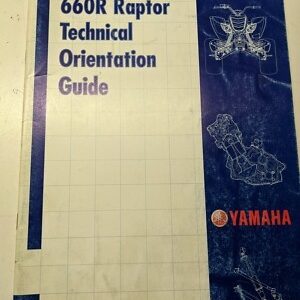 660R Raptor
Technical
Orientation
Guide
YAMAHA